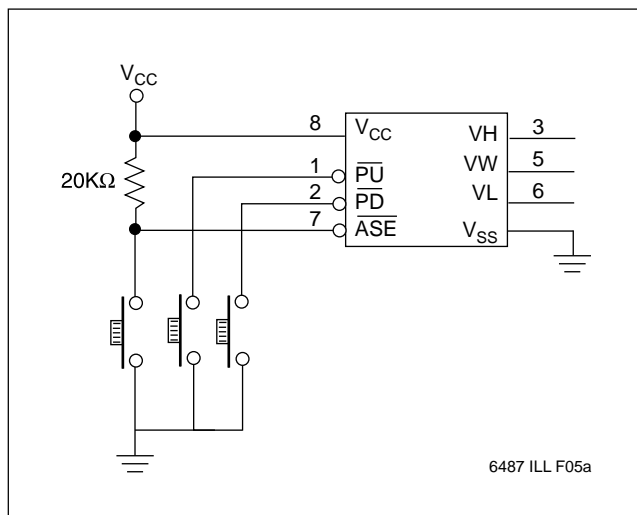 VCC
8 VCC VH 3
1 PU VW 5
20KΩ
2 PD VL 6
7 ASE VSS
6487 ILL F05a